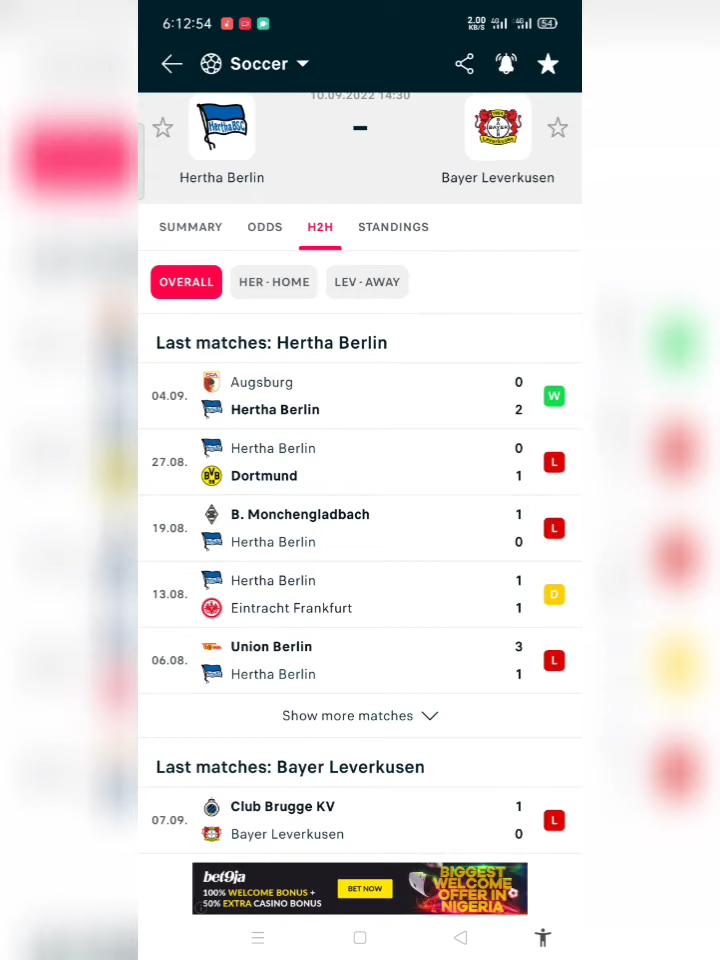 6:12:54
2.00 KB/S 4G 4G 54
Soccer
10.09.2022 14:30
Hertha BSC
-
Hertha Berlin
Bayer Leverkusen
SUMMARY ODDS H2H STANDINGS
OVERALL HER - HOME LEV - AWAY
Last matches: Hertha Berlin
04.09. Augsburg 0
Hertha Berlin 2 W
27.08. Hertha Berlin 0
Dortmund 1 L
19.08. B. Monchengladbach 1
Hertha Berlin 0 L
13.08. Hertha Berlin 1
Eintracht Frankfurt 1 D
06.08. Union Berlin 3
Hertha Berlin 1 L
Show more matches
Last matches: Bayer Leverkusen
07.09. Club Brugge KV 1
Bayer Leverkusen 0 L
bet9ja
100% WELCOME BONUS +
50% EXTRA CASINO BONUS
BET NOW
BIGGEST
WELCOME
OFFER IN
NIGERIA